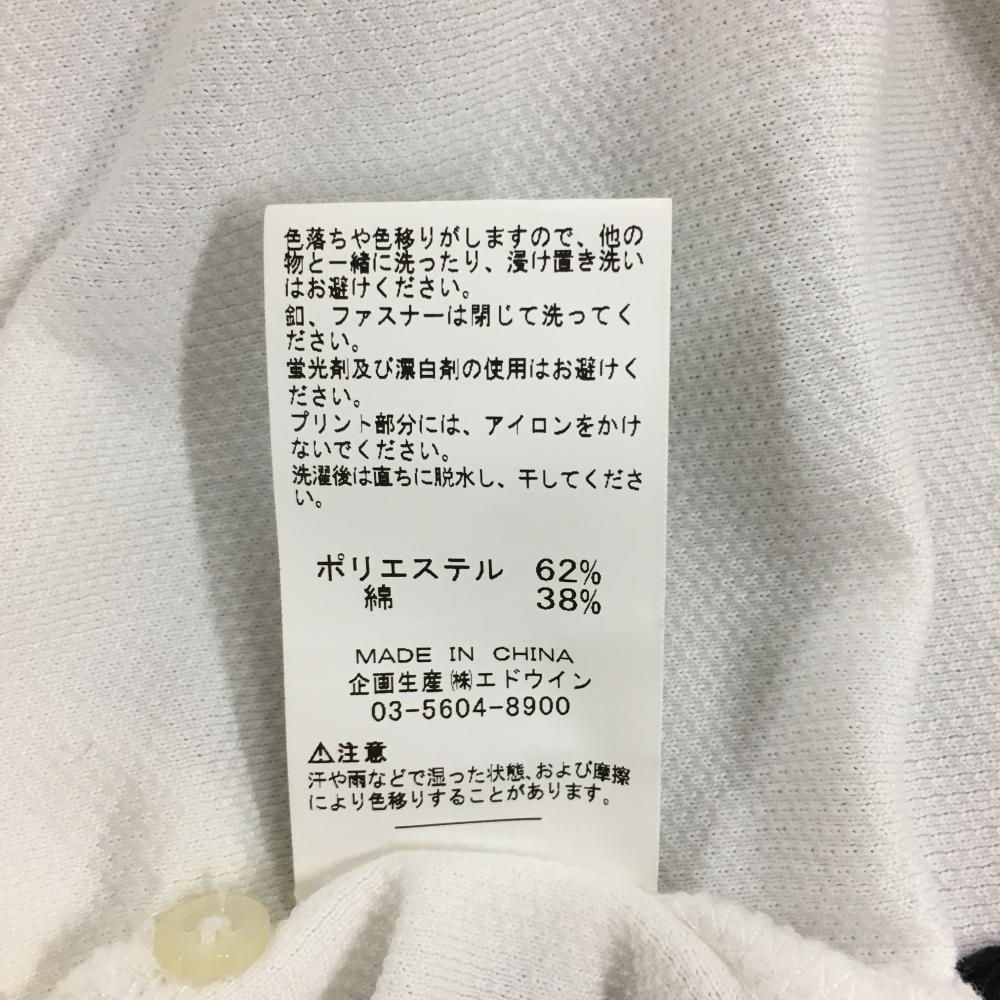 色落ちや色移りがしますので、他の
物と一緒に洗ったり、浸け置き洗い
はお避けください。
釦、ファスナーは閉じて洗ってく
ださい。
蛍光剤及び漂白剤の使用はお避けく
ださい。
プリント部分には、アイロンをかけ
ないでください。
洗濯後は直ちに脱水し、干してくださ
い。
ポリエステル 62%
綿 38%
MADE IN CHINA
企画生産㈱エドウイン
03-5604-8900
⚠注意
汗や雨などで湿った状態、および摩擦
により色移りすることがあります。